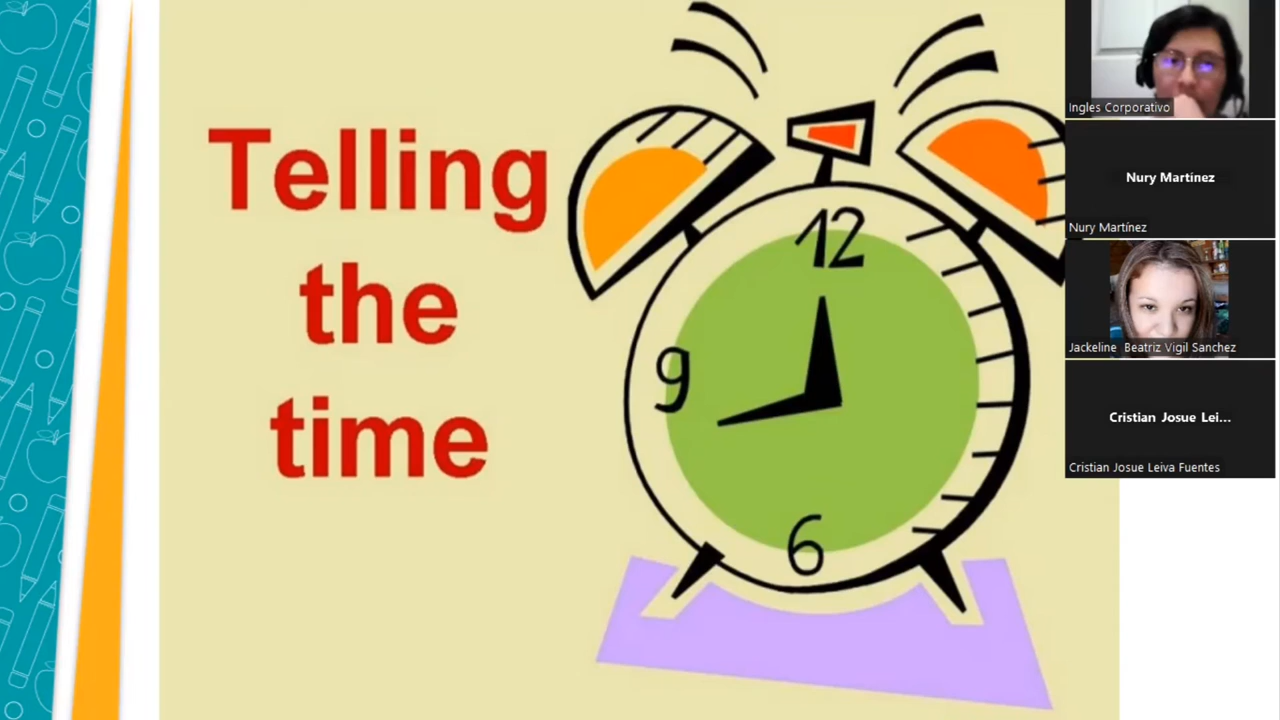 Telling
the
time
12
9
6
Ingles Corporativo
Nury Martínez
Nury Martínez
Jackeline Beatriz Vigil Sanchez
Cristian Josue Lei...
Cristian Josue Leiva Fuentes